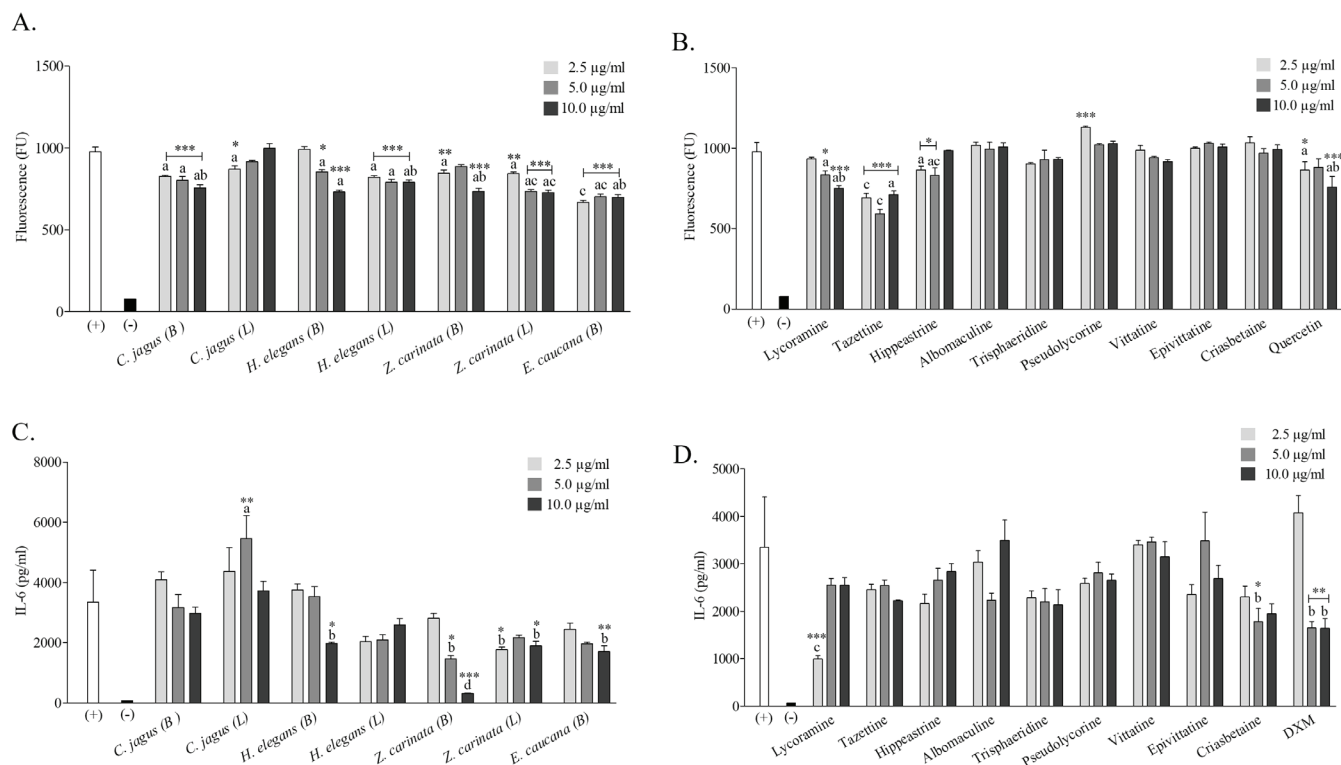 A.
Fluorescence (FU)
1500
1000
500
0
2.5 µg/ml
5.0 µg/ml
10.0 µg/ml
***
a
a
ab
*
a
*
a
***
a
***
a
a
a
**
a
***
ab
**
a
***
ac
ac
***
c
ac
ab
(+)
(-)
C. jagus (B )
C. jagus (L)
H. elegans (B)
H. elegans (L)
Z. carinata (B)
Z. carinata (L)
E. caucana (B)
B.
Fluorescence (FU)
1500
1000
500
0
2.5 µg/ml
5.0 µg/ml
10.0 µg/ml
*
a
***
ab
***
c
c
a
*
a
ac
***
*
a
***
ab
(+)
(-)
Lycoramine
Tazettine
Hippeastrine
Albomaculine
Trisphaeridine
Pseudolycorine
Vittatine
Epivittatine
Criasbetaine
Quercetin
C.
IL-6 (pg/ml)
8000
6000
4000
2000
0
2.5 µg/ml
5.0 µg/ml
10.0 µg/ml
**
a
*
b
*
b
***
d
*
b
*
b
**
b
(+)
(-)
C. jagus (B )
C. jagus (L)
H. elegans (B)
H. elegans (L)
Z. carinata (B)
Z. carinata (L)
E. caucana (B)
D.
IL-6 (pg/ml)
5000
4000
3000
2000
1000
0
2.5 µg/ml
5.0 µg/ml
10.0 µg/ml
***
c
*
b
**
b
b
(+)
(-)
Lycoramine
Tazettine
Hippeastrine
Albomaculine
Trisphaeridine
Pseudolycorine
Vittatine
Epivittatine
Criasbetaine
DXM